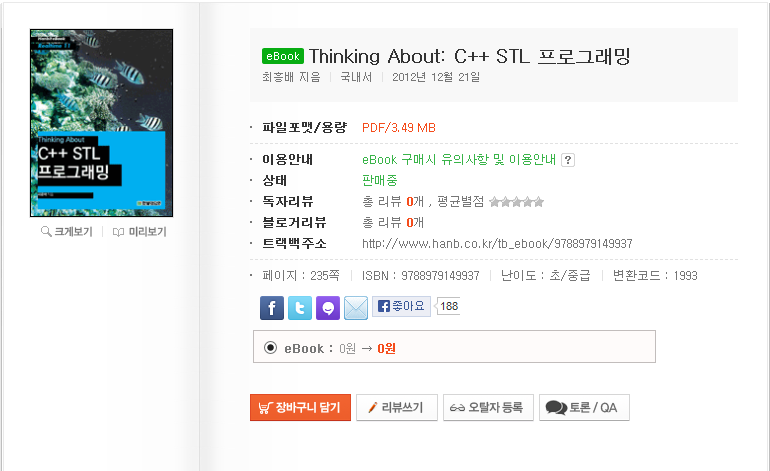 Thinking About
C++ STL
프로그래밍
크게보기
미리보기
eBook Thinking About: C++ STL 프로그래밍
최흥배 지음 국내서 2012년 12월 21일
파일포맷/용량 PDF/3.49 MB
이용안내 eBook 구매시 유의사항 및 이용안내 ?
상태 판매중
독자리뷰 총 리뷰 0개 , 평균별점
블로거리뷰 총 리뷰 0개
트랙백주소 http://www.hanb.co.kr/tb_ebook/9788979149937
페이지 : 235쪽 ISBN : 9788979149937 난이도 : 초/중급 변환코드 : 1993
좋아요 188
eBook : 0원 → 0원
장바구니 담기 리뷰쓰기 오탈자 등록 토론 / QA